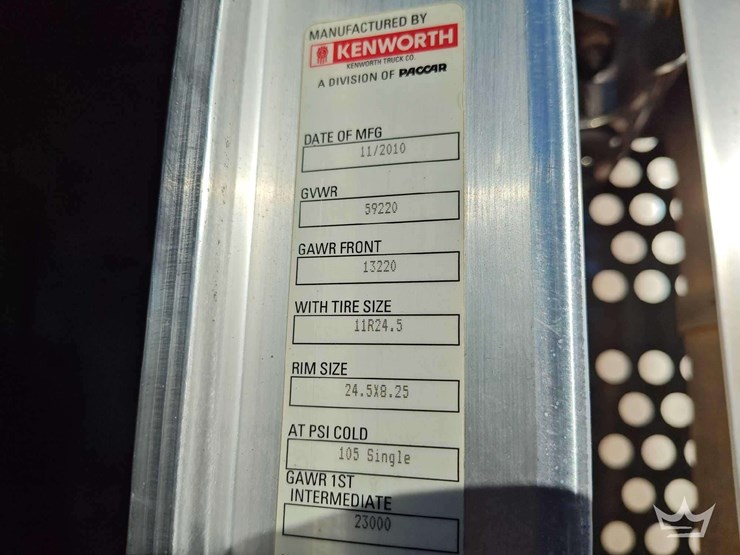 MANUFACTURED BY
KENWORTH
KENWORTH TRUCK CO.
A DIVISION OF PACCAR
DATE OF MFG
11/2010
GVWR
59220
GAWR FRONT
13220
WITH TIRE SIZE
11R24.5
RIM SIZE
24.5X8.25
AT PSI COLD
105 Single
GAWR 1ST
INTERMEDIATE
23000